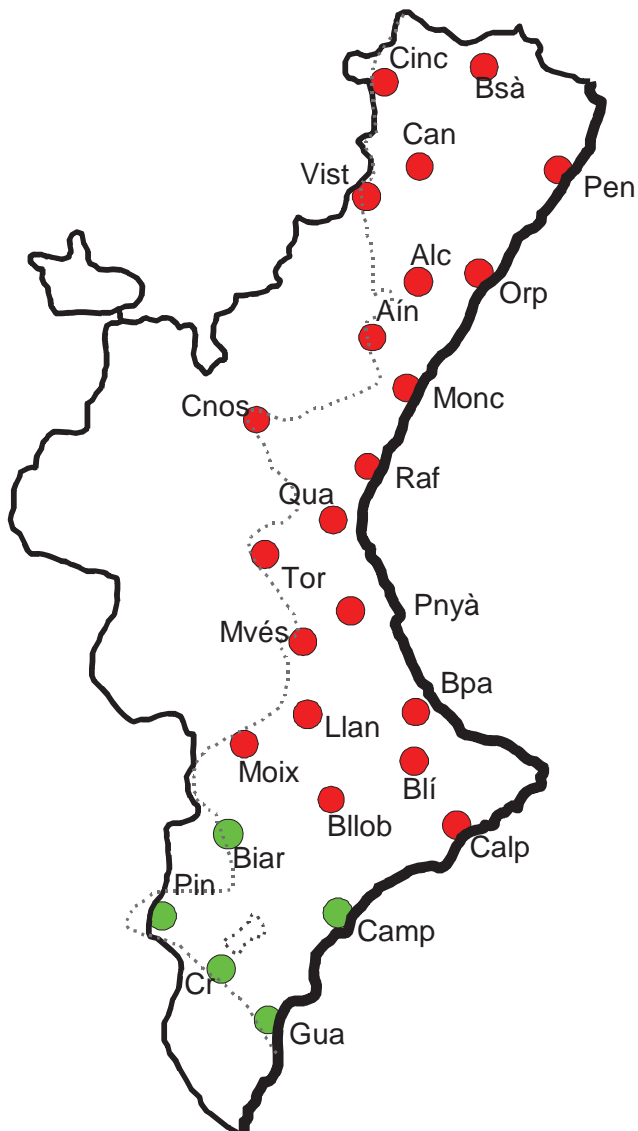 Cinc
Bsà
Can
Vist
Pen
Alc
Orp
Aín
Monc
Cnos
Raf
Qua
Tor
Pnyà
Mvés
Bpa
Llan
Moix
Blí
Bllob
Calp
Biar
Pin
Camp
Cr
Gua